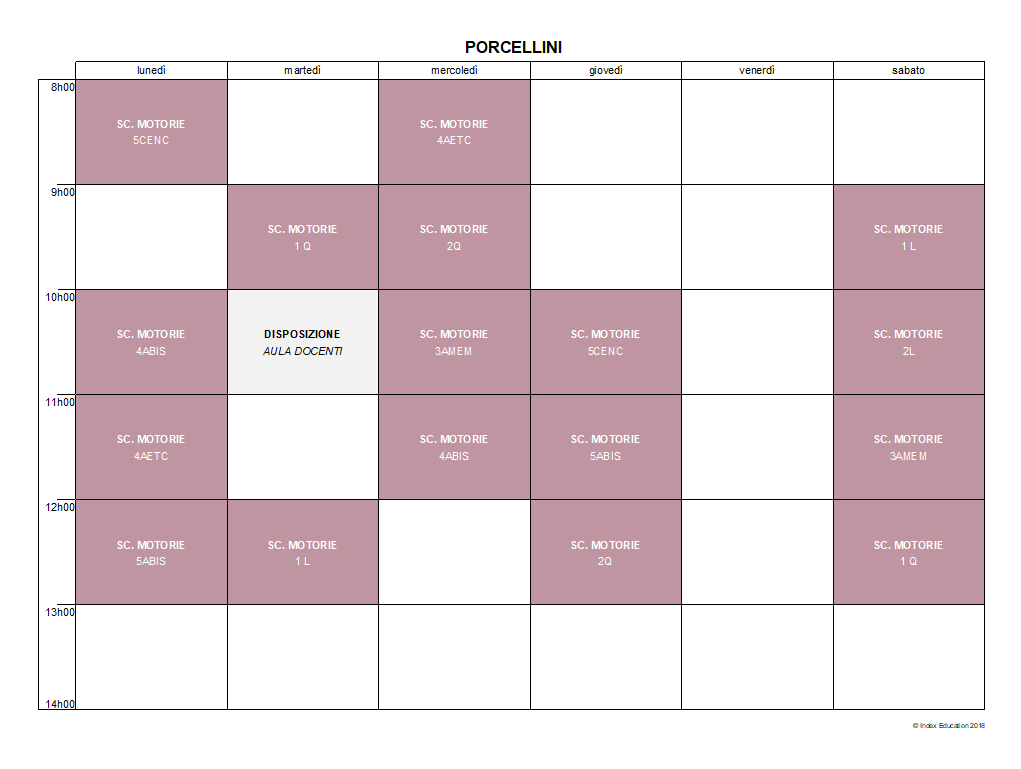 PORCELLINI
lunedì martedì mercoledì giovedì venerdì sabato
8h00
SC. MOTORIE SC. MOTORIE
5CENC 4AETC
9h00
SC. MOTORIE SC. MOTORIE SC. MOTORIE
1 Q 2Q 1 L
10h00
SC. MOTORIE DISPOSIZIONE SC. MOTORIE SC. MOTORIE SC. MOTORIE
4ABIS AULA DOCENTI 3AMEM 5CENC 2L
11h00
SC. MOTORIE SC. MOTORIE SC. MOTORIE SC. MOTORIE
4AETC 4ABIS 5ABIS 3AMEM
12h00
SC. MOTORIE SC. MOTORIE SC. MOTORIE SC. MOTORIE
5ABIS 1 L 2Q 1 Q
13h00
14h00
© Index Education 2018